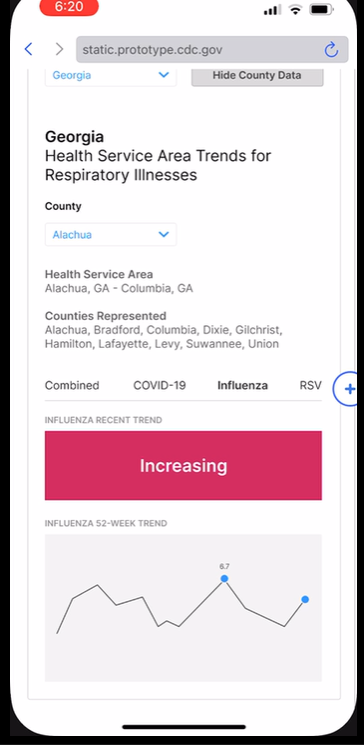 6:20
static.prototype.cdc.gov
Georgia
Hide County Data
Georgia
Health Service Area Trends for
Respiratory Illnesses
County
Alachua
Health Service Area
Alachua, GA - Columbia, GA
Counties Represented
Alachua, Bradford, Columbia, Dixie, Gilchrist,
Hamilton, Lafayette, Levy, Suwannee, Union
Combined COVID-19 Influenza RSV
INFLUENZA RECENT TREND
Increasing
INFLUENZA 52-WEEK TREND
6.7